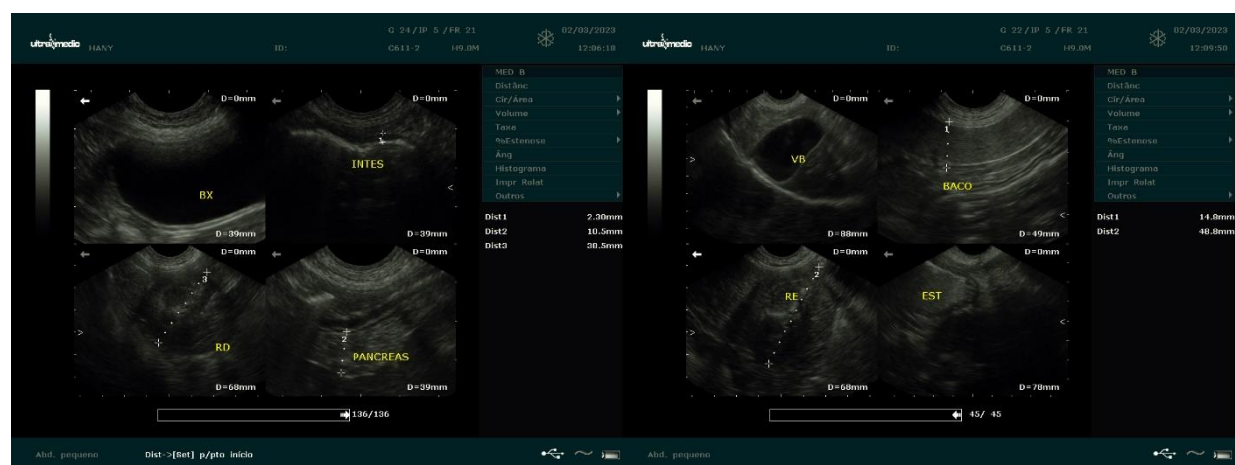 ultramedic HANY ID: G 24/IP 5 /FR 21 02/03/2023
C611-2 H9.0M 12:06:18
MED B
Distânc
Cir/Área
Volume
Taxa
%Estenose
Âng
Histograma
Impr Relat
Outros
Dist1 2.30mm
Dist2 10.5mm
Dist3 38.5mm
D=0mm
BX
D=39mm
D=0mm
1
INTES
D=39mm
D=0mm
3
RD
D=68mm
D=0mm
2
PANCREAS
D=39mm
136/136
Abd. pequeno Dist->[Set] p/pto início
ultramedic HANY ID: G 22/IP 5 /FR 21 02/03/2023
C611-2 H9.0M 12:09:50
MED B
Distânc
Cir/Área
Volume
Taxa
%Estenose
Âng
Histograma
Impr Relat
Outros
Dist1 14.8mm
Dist2 48.8mm
D=0mm
VB
D=88mm
D=0mm
1
BACO
D=49mm
D=0mm
2
RE
D=68mm
D=0mm
EST
D=78mm
45/ 45
Abd. pequeno